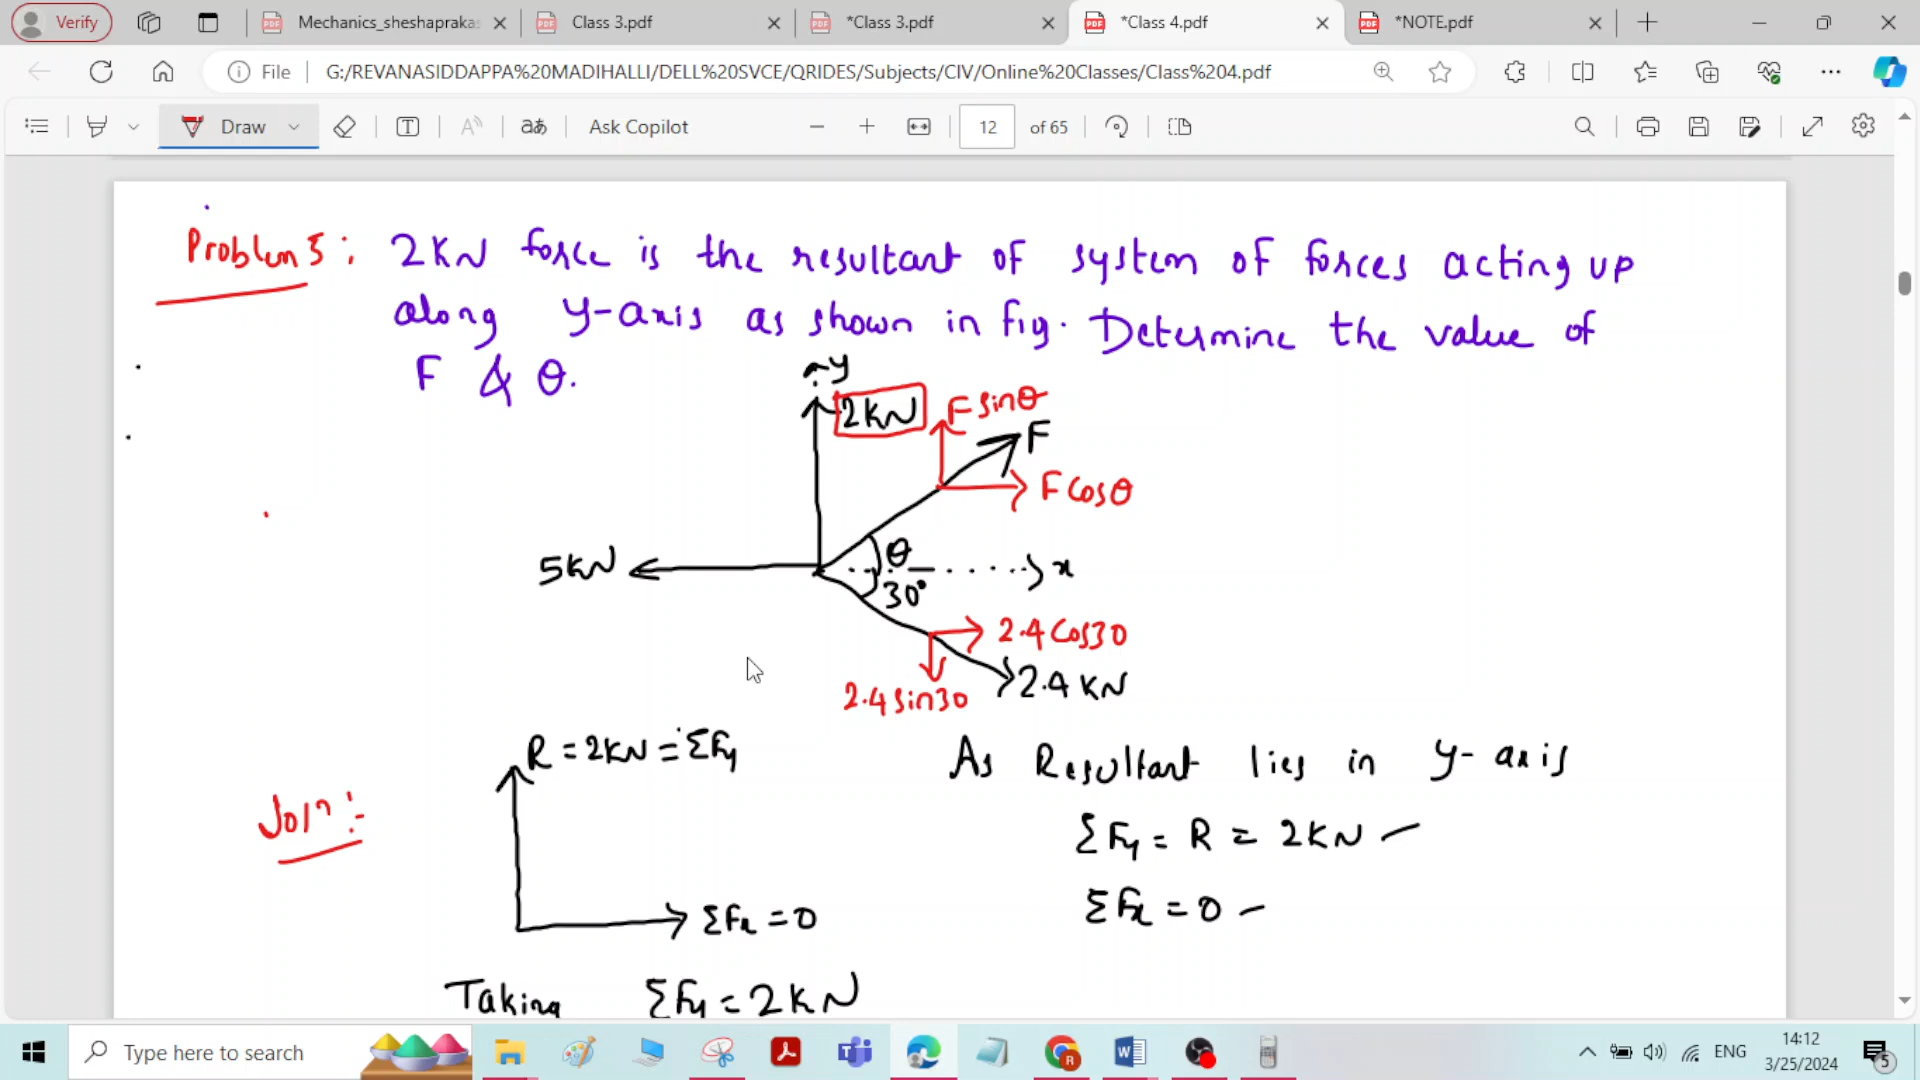 Verify
Mechanics_sheshapraka
Class 3.pdf
*Class 3.pdf
*Class 4.pdf
*NOTE.pdf
File
G:/REVANASIDDAPPA%20MADIHALLI/DELL%20SVCE/QRIDES/Subjects/CIV/Online%20Classes/Class%204.pdf
Draw
Ask Copilot
12 of 65
Problem 5:
2KN force is the resultant of system of forces acting up
along y-axis as shown in fig. Determine the value of
F & θ.
y
2KN
F sinθ
F
F cosθ
5KN
θ
x
30°
2.4 Cos30
2.4 KN
2.4 sin30
R = 2KN = ΣFy
As Resultant lies in y-axis
Soln:-
ΣFy = R = 2KN
ΣFx = 0
ΣFx = 0
Taking ΣFy = 2KN
Type here to search
ENG
14:12
3/25/2024
5